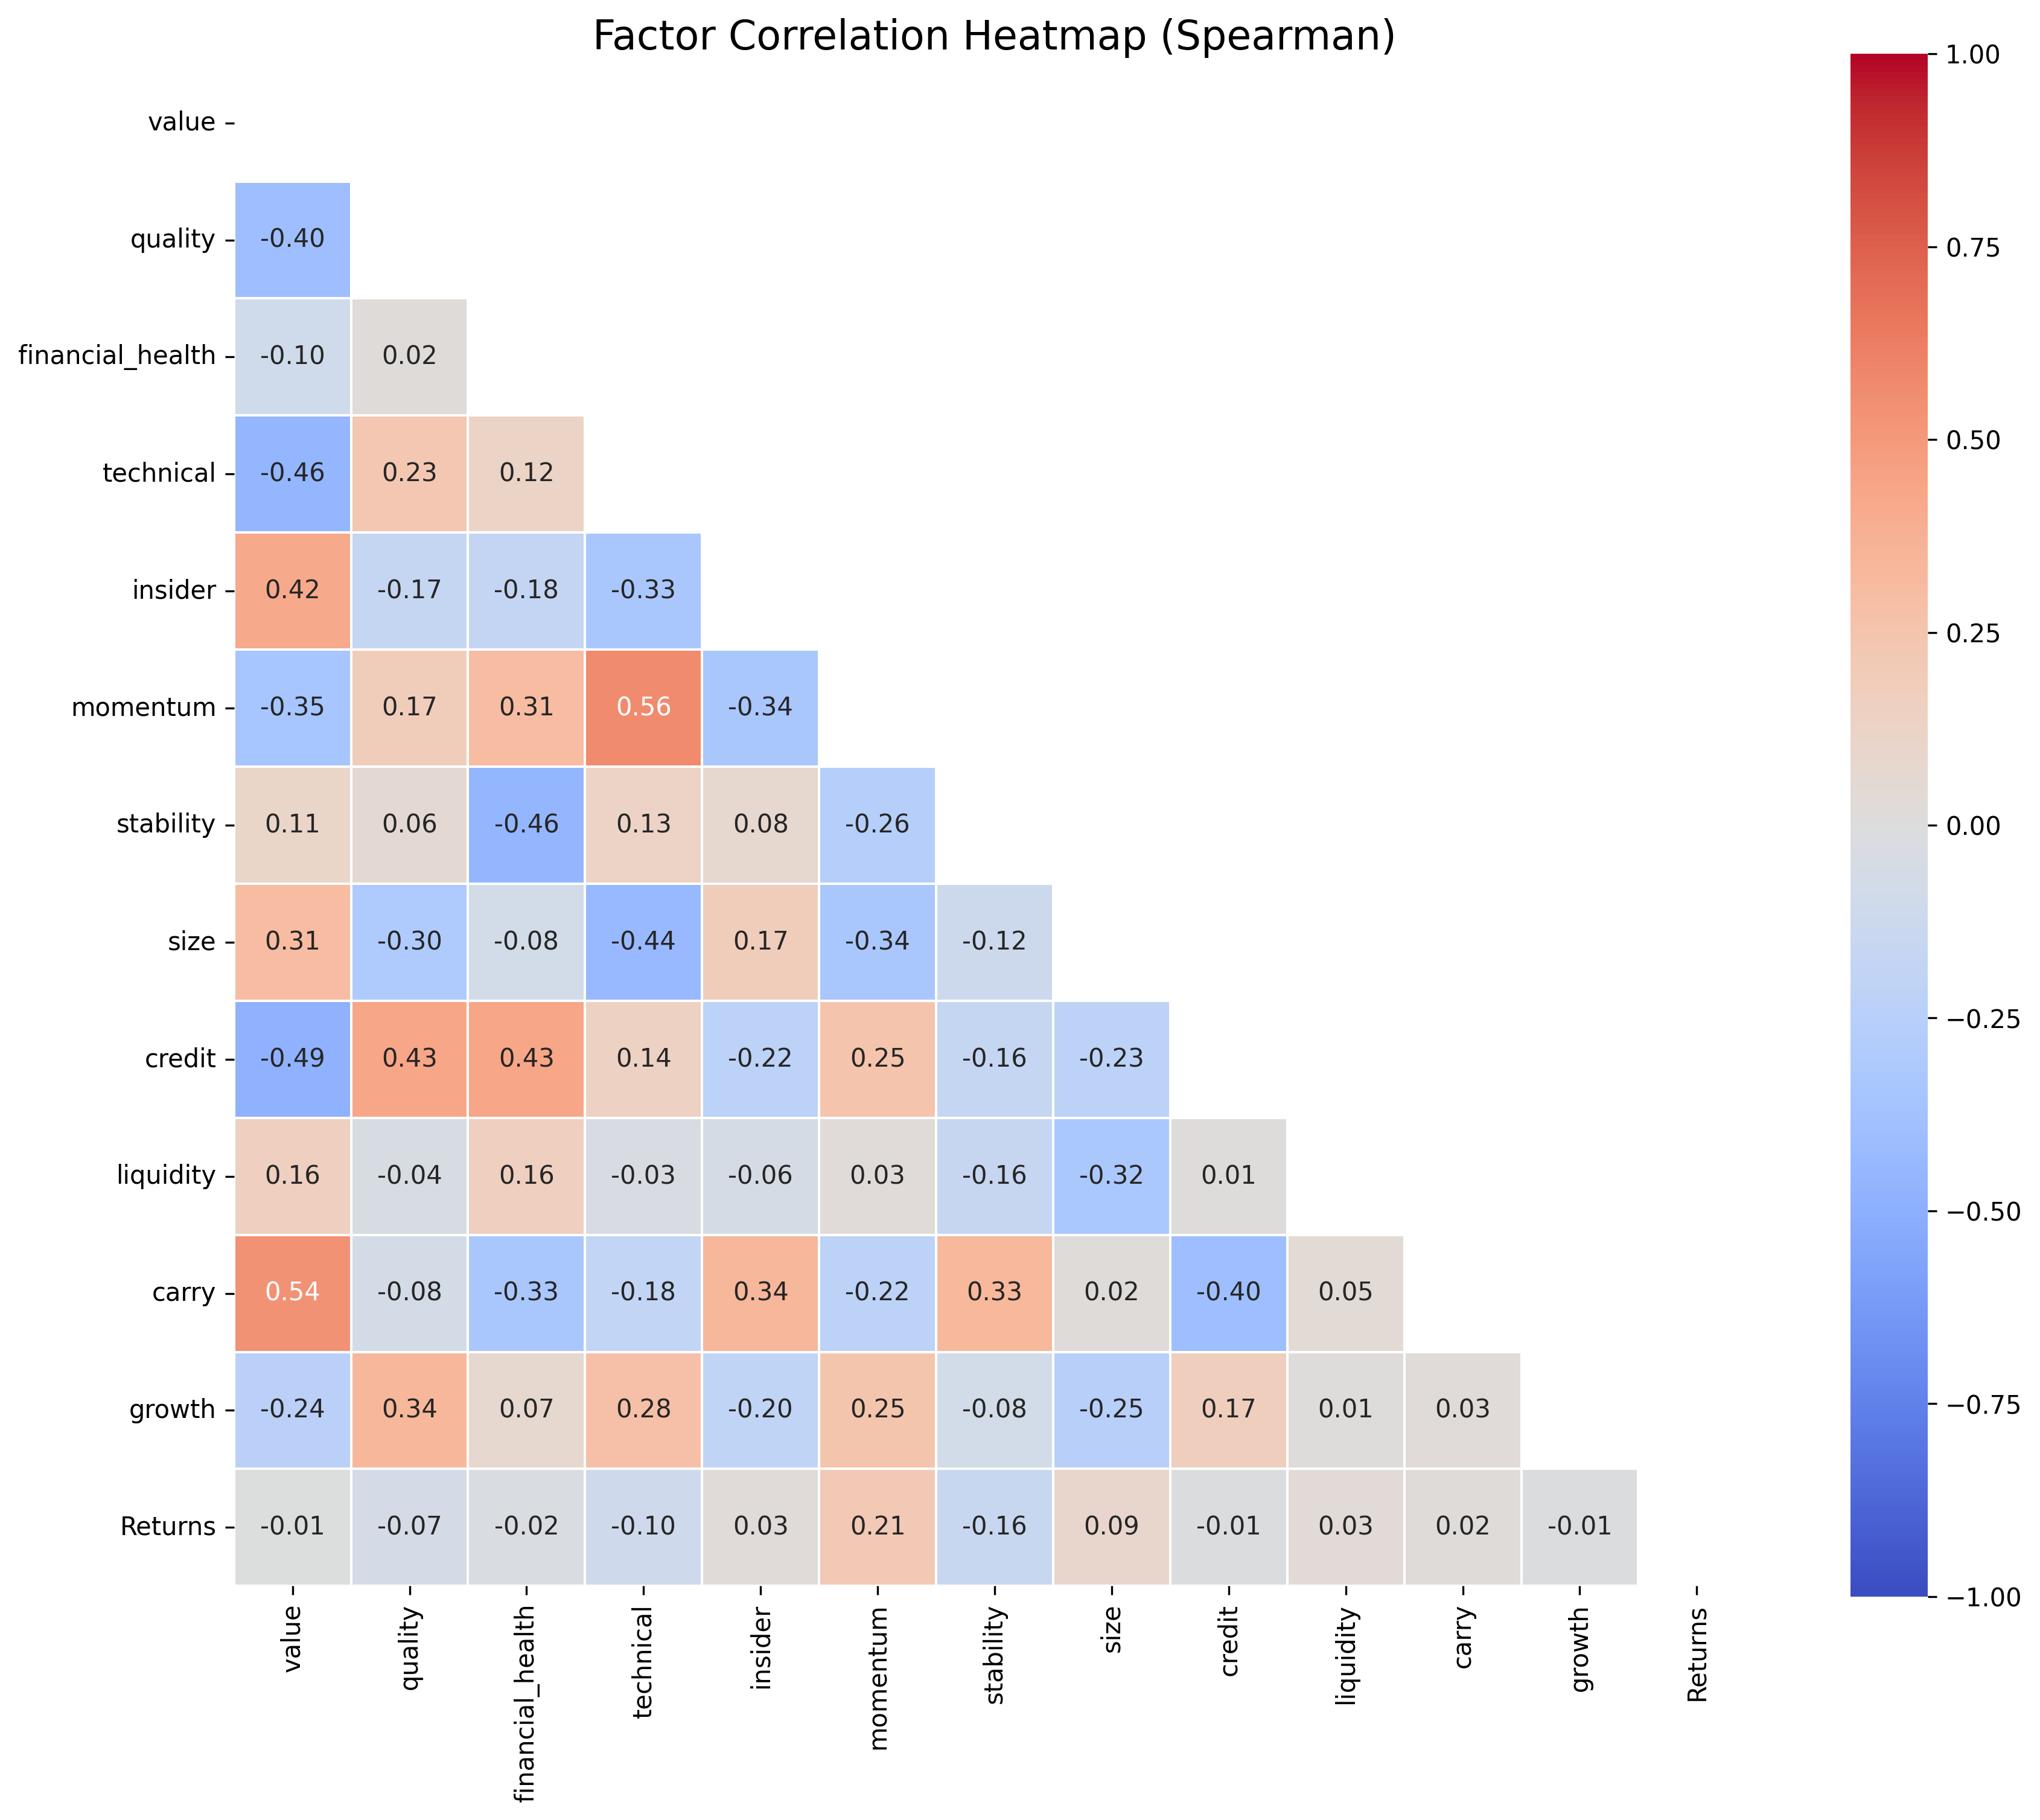 Factor Correlation Heatmap (Spearman)
value
quality -0.40
financial_health -0.10 0.02
technical -0.46 0.23 0.12
insider 0.42 -0.17 -0.18 -0.33
momentum -0.35 0.17 0.31 0.56 -0.34
stability 0.11 0.06 -0.46 0.13 0.08 -0.26
size 0.31 -0.30 -0.08 -0.44 0.17 -0.34 -0.12
credit -0.49 0.43 0.43 0.14 -0.22 0.25 -0.16 -0.23
liquidity 0.16 -0.04 0.16 -0.03 -0.06 0.03 -0.16 -0.32 0.01
carry 0.54 -0.08 -0.33 -0.18 0.34 -0.22 0.33 0.02 -0.40 0.05
growth -0.24 0.34 0.07 0.28 -0.20 0.25 -0.08 -0.25 0.17 0.01 0.03
Returns -0.01 -0.07 -0.02 -0.10 0.03 0.21 -0.16 0.09 -0.01 0.03 0.02 -0.01
value
quality
financial_health
technical
insider
momentum
stability
size
credit
liquidity
carry
growth
Returns
1.00
0.75
0.50
0.25
0.00
−0.25
−0.50
−0.75
−1.00